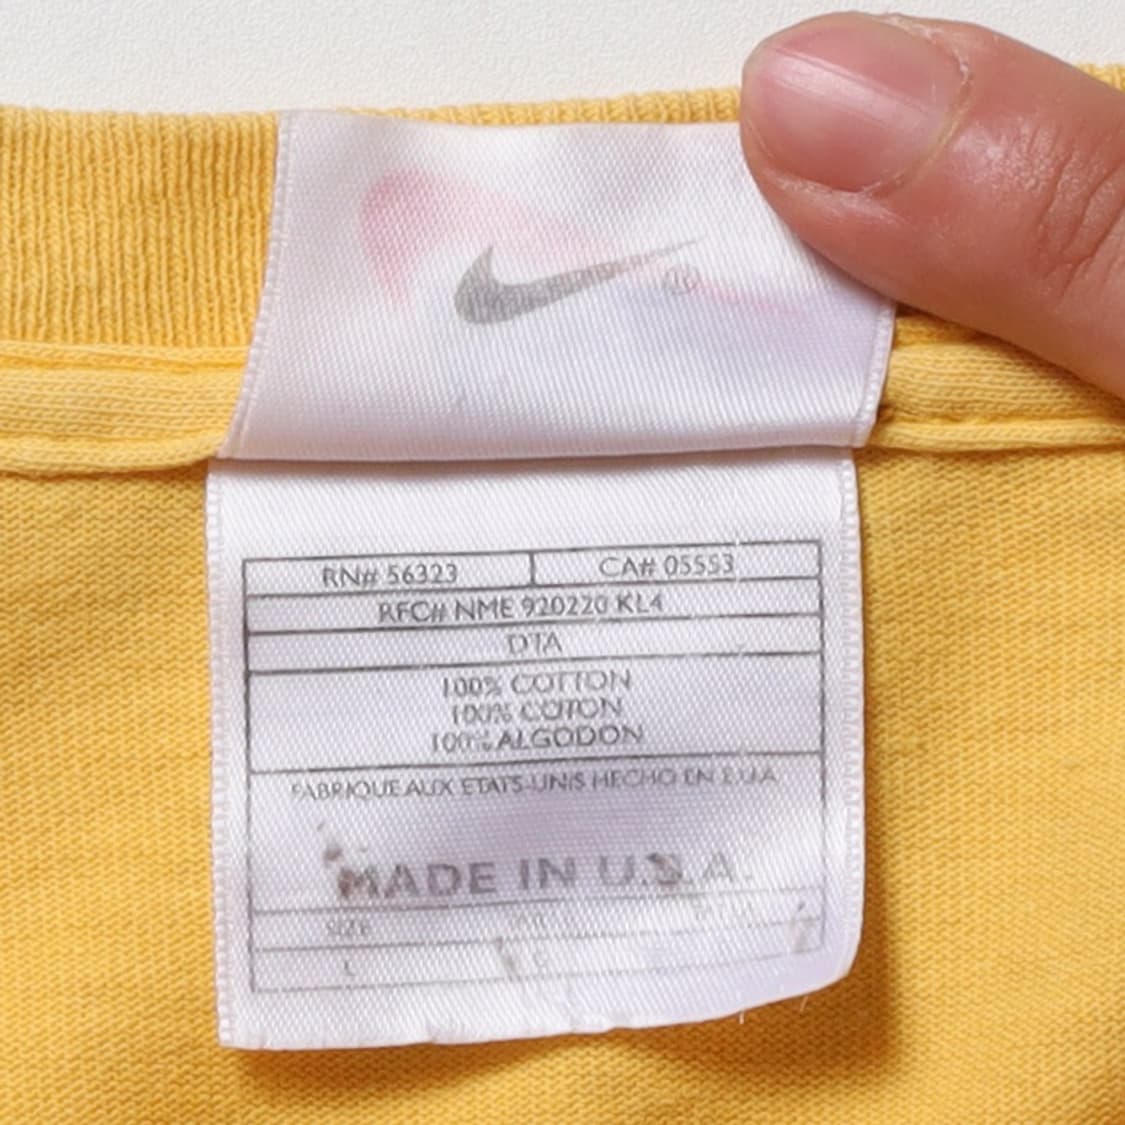 ®
RN# 56323 CA# 05553
RFC# NME 920220 KL4
DTA
100% COTTON
100% COTON
100% ALGODON
FABRIQUE AUX ETATS-UNIS HECHO EN E.U.A
MADE IN U.S.A.
SIZE
L G